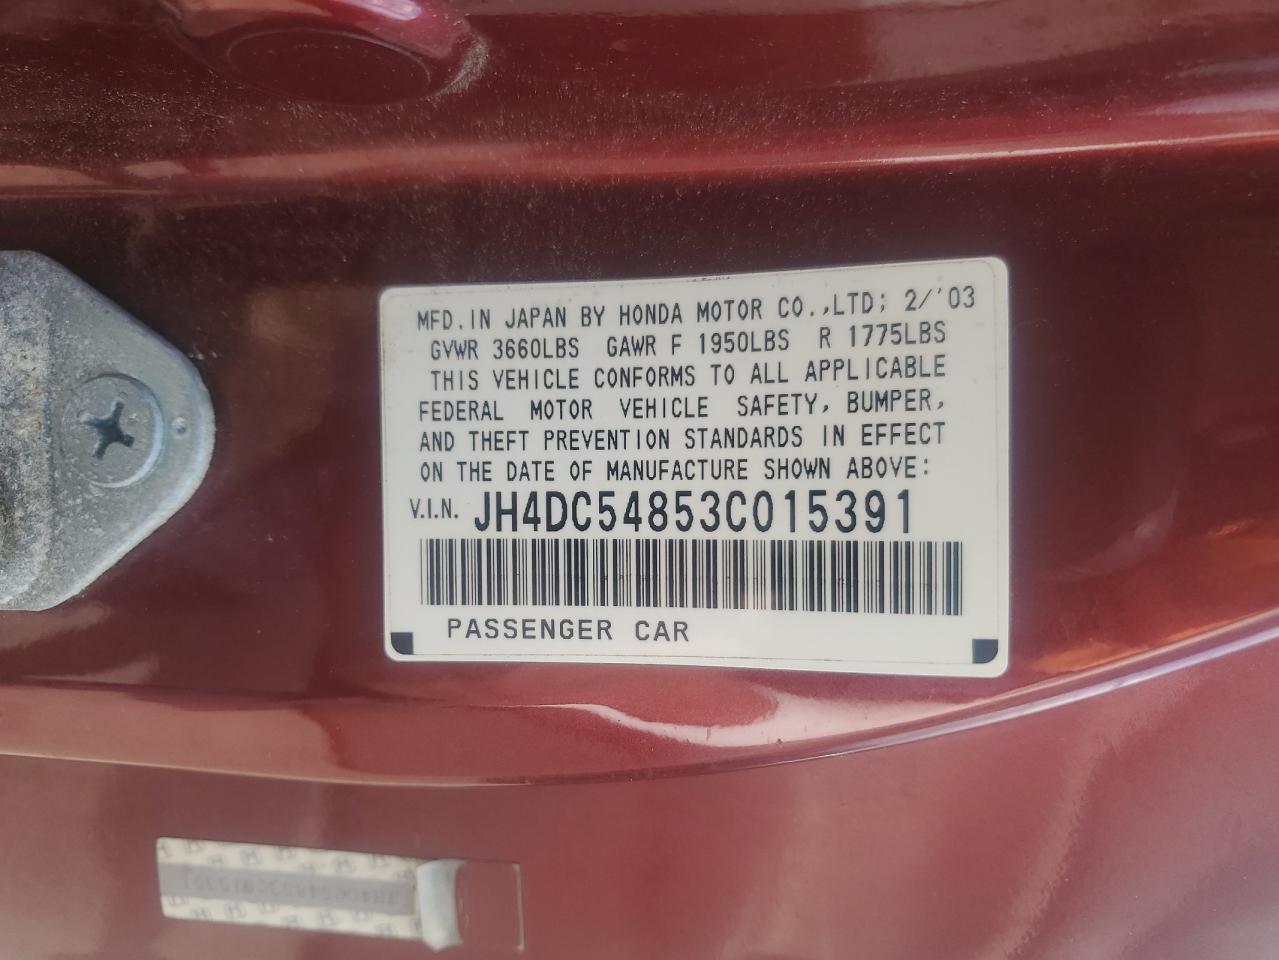 MFD. IN JAPAN BY HONDA MOTOR CO.,LTD; 2/'03
GVWR 3660LBS GAWR F 1950LBS R 1775LBS
THIS VEHICLE CONFORMS TO ALL APPLICABLE
FEDERAL MOTOR VEHICLE SAFETY, BUMPER,
AND THEFT PREVENTION STANDARDS IN EFFECT
ON THE DATE OF MANUFACTURE SHOWN ABOVE:
V.I.N. JH4DC54853C015391
PASSENGER CAR
JH4DC54853C015391